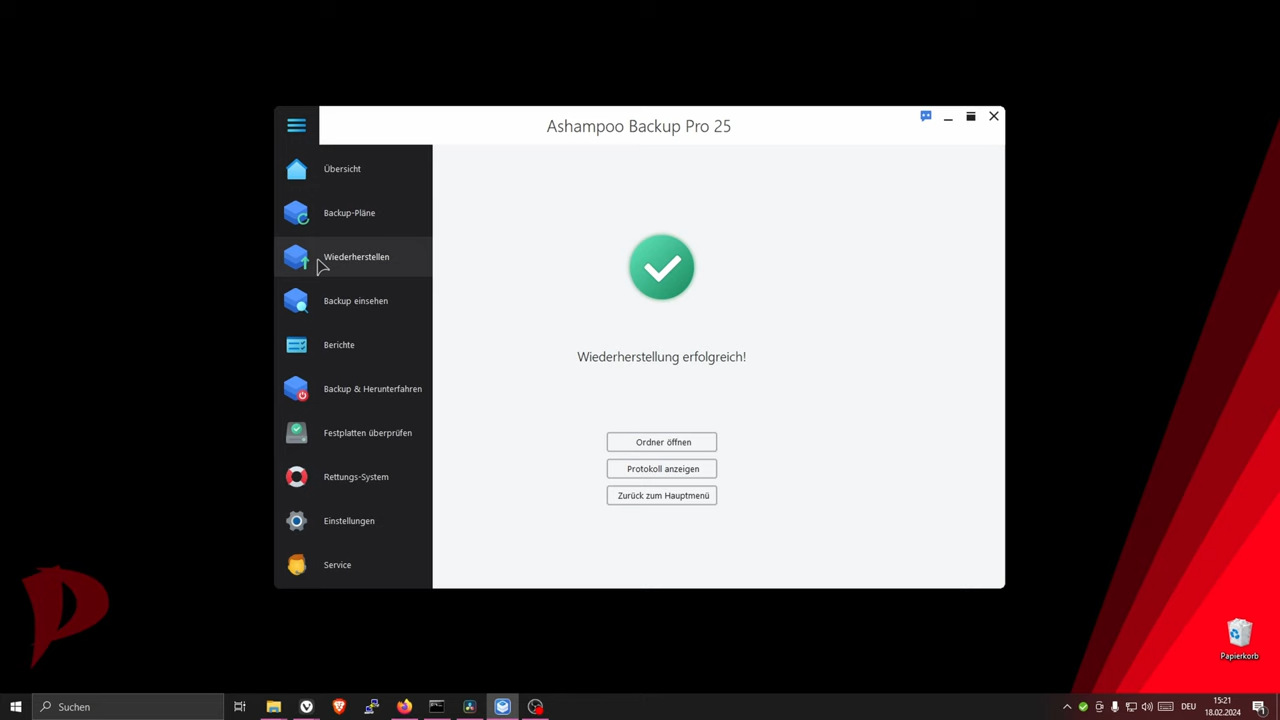 Ashampoo Backup Pro 25
Übersicht
Backup-Pläne
Wiederherstellen
Backup einsehen
Berichte
Backup & Herunterfahren
Festplatten überprüfen
Rettungs-System
Einstellungen
Service
Wiederherstellung erfolgreich!
Ordner öffnen
Protokoll anzeigen
Zurück zum Hauptmenü
Papierkorb
Suchen
DEU
15:21
18.02.2024
1